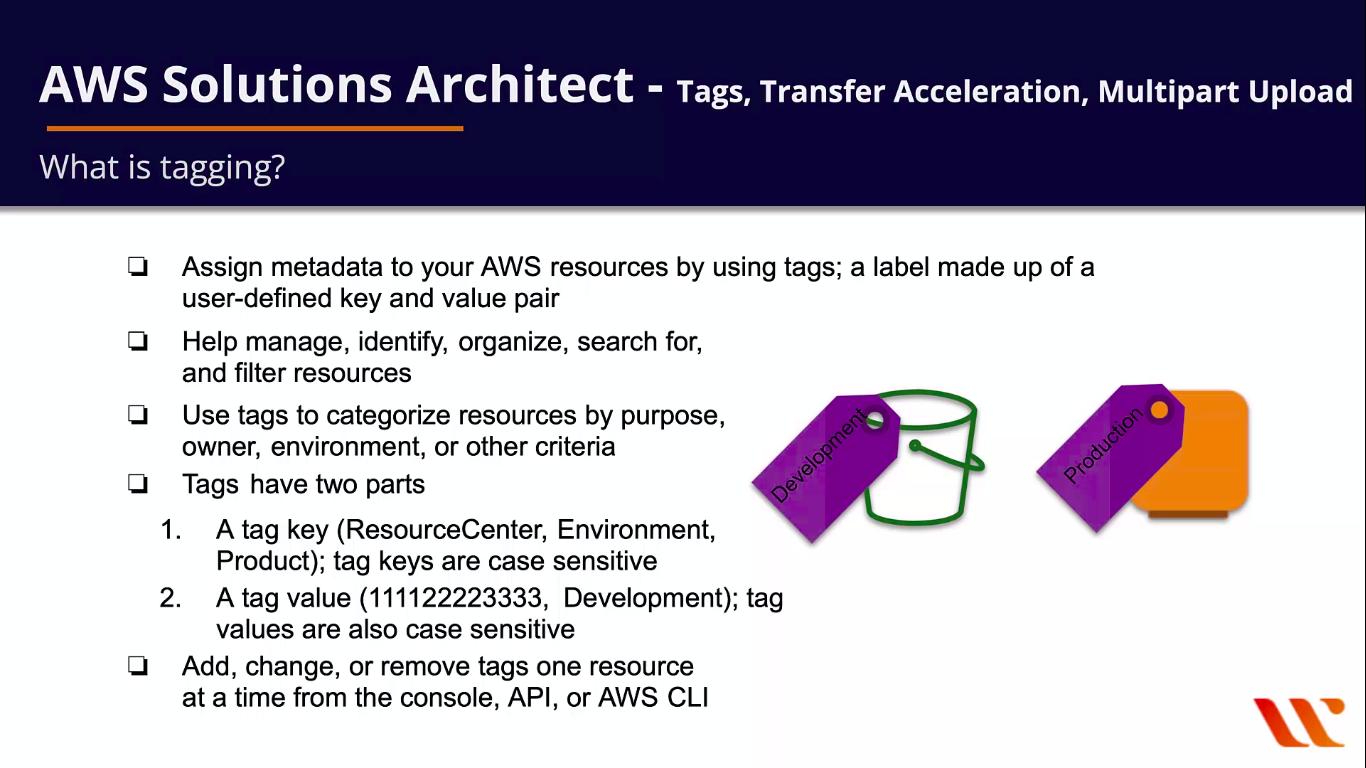 AWS Solutions Architect - Tags, Transfer Acceleration, Multipart Upload
What is tagging?
❏ Assign metadata to your AWS resources by using tags; a label made up of a
user-defined key and value pair
❏ Help manage, identify, organize, search for,
and filter resources
❏ Use tags to categorize resources by purpose,
owner, environment, or other criteria
❏ Tags have two parts
1. A tag key (ResourceCenter, Environment,
Product); tag keys are case sensitive
2. A tag value (111122223333, Development); tag
values are also case sensitive
❏ Add, change, or remove tags one resource
at a time from the console, API, or AWS CLI
Development
Production